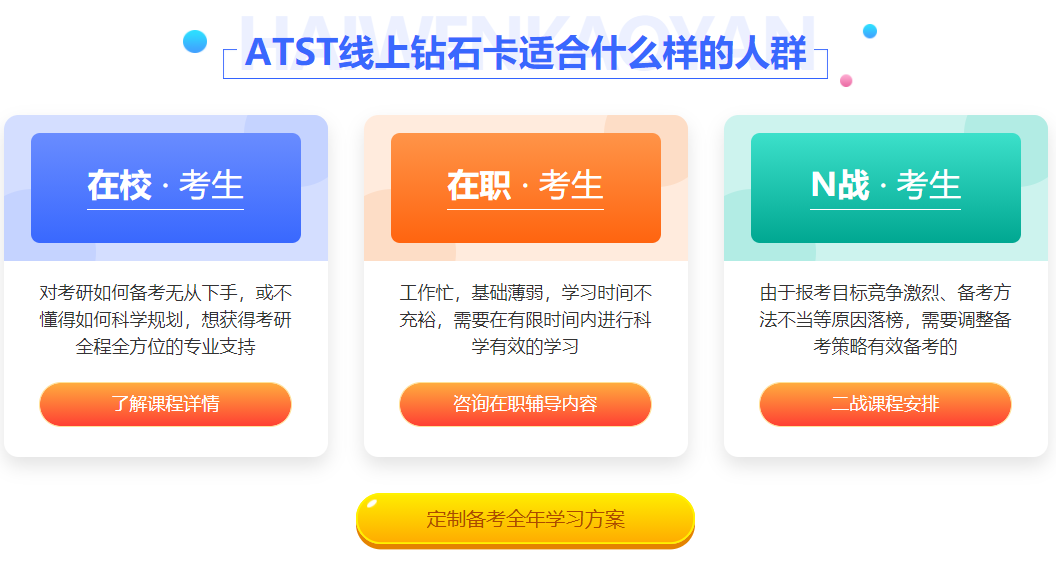 HAIWENKAOYAN
ATST线上钻石卡适合什么样的人群
在校·考生
对考研如何备考无从下手，或不
懂得如何科学规划，想获得考研
全程全方位的专业支持
了解课程详情
在职·考生
工作忙，基础薄弱，学习时间不
充裕，需要在有限时间内进行科
学有效的学习
咨询在职辅导内容
N战·考生
由于报考目标竞争激烈、备考方
法不当等原因落榜，需要调整备
考策略有效备考的
二战课程安排
定制备考全年学习方案